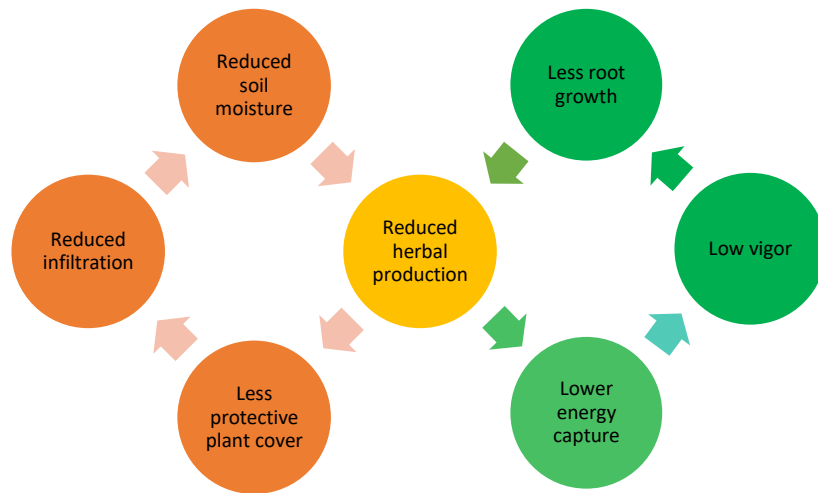 Reduced
soil
moisture
Less root
growth
Reduced
infiltration
Reduced
herbal
production
Low vigor
Less
protective
plant cover
Lower
energy
capture